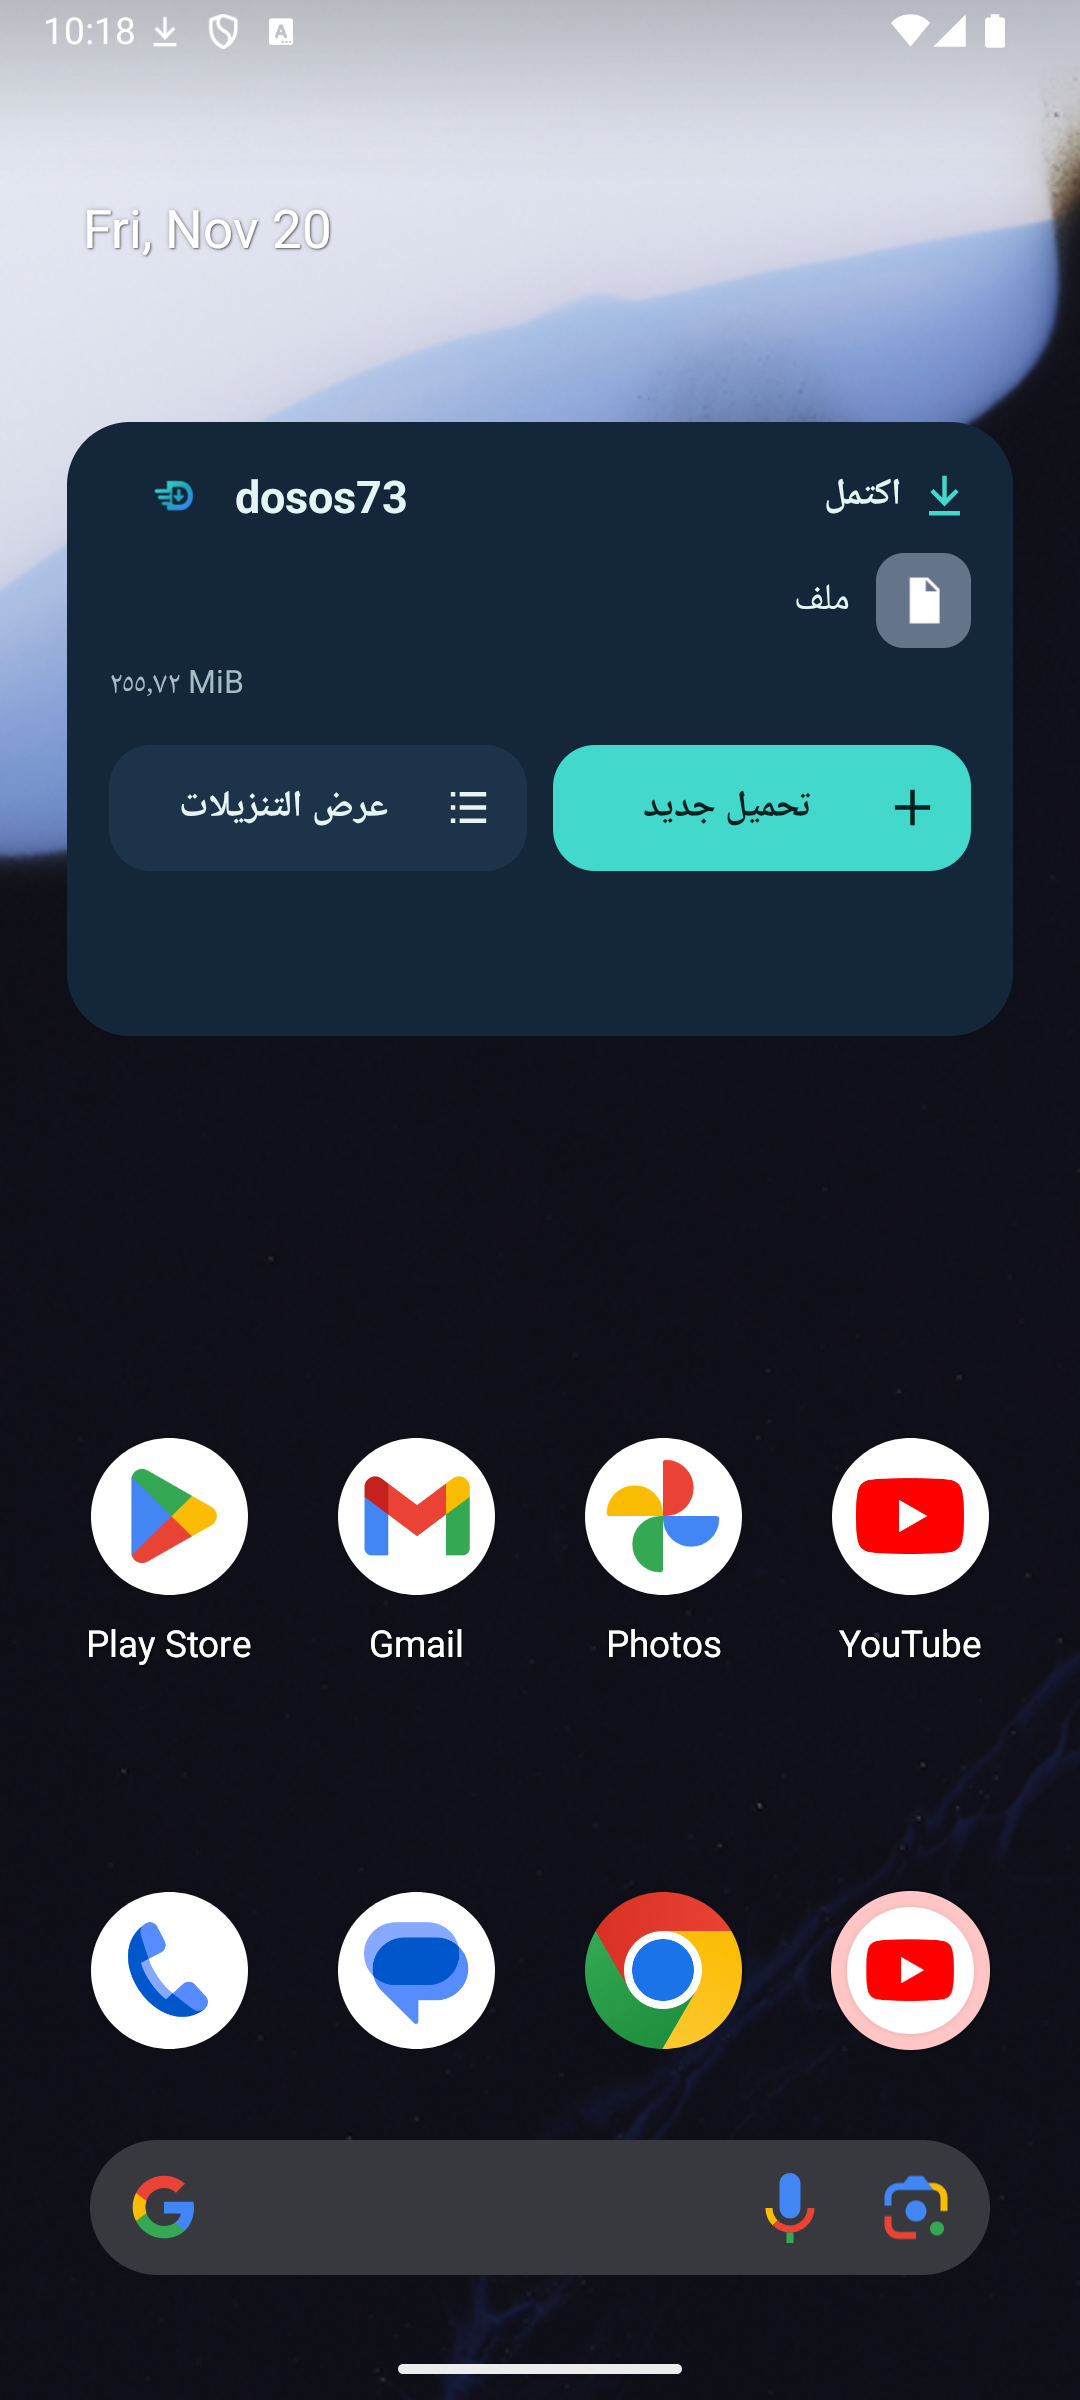 10:18
Fri, Nov 20
dosos73
اكتمل
ملف
٢٥٥,٧٢ MiB
تحميل جديد
عرض التنزيلات
Play Store
Gmail
Photos
YouTube